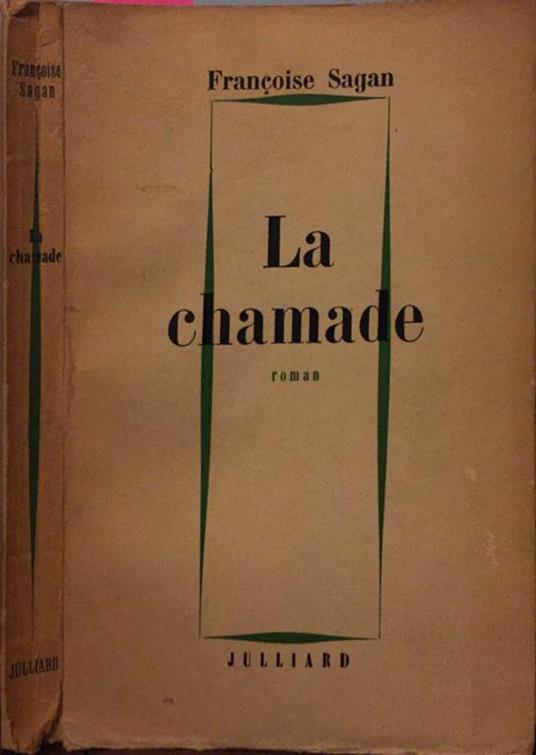 Françoise
Sagan
La
chamade
JULLIARD
Françoise Sagan
La
chamade
roman
JULLIARD